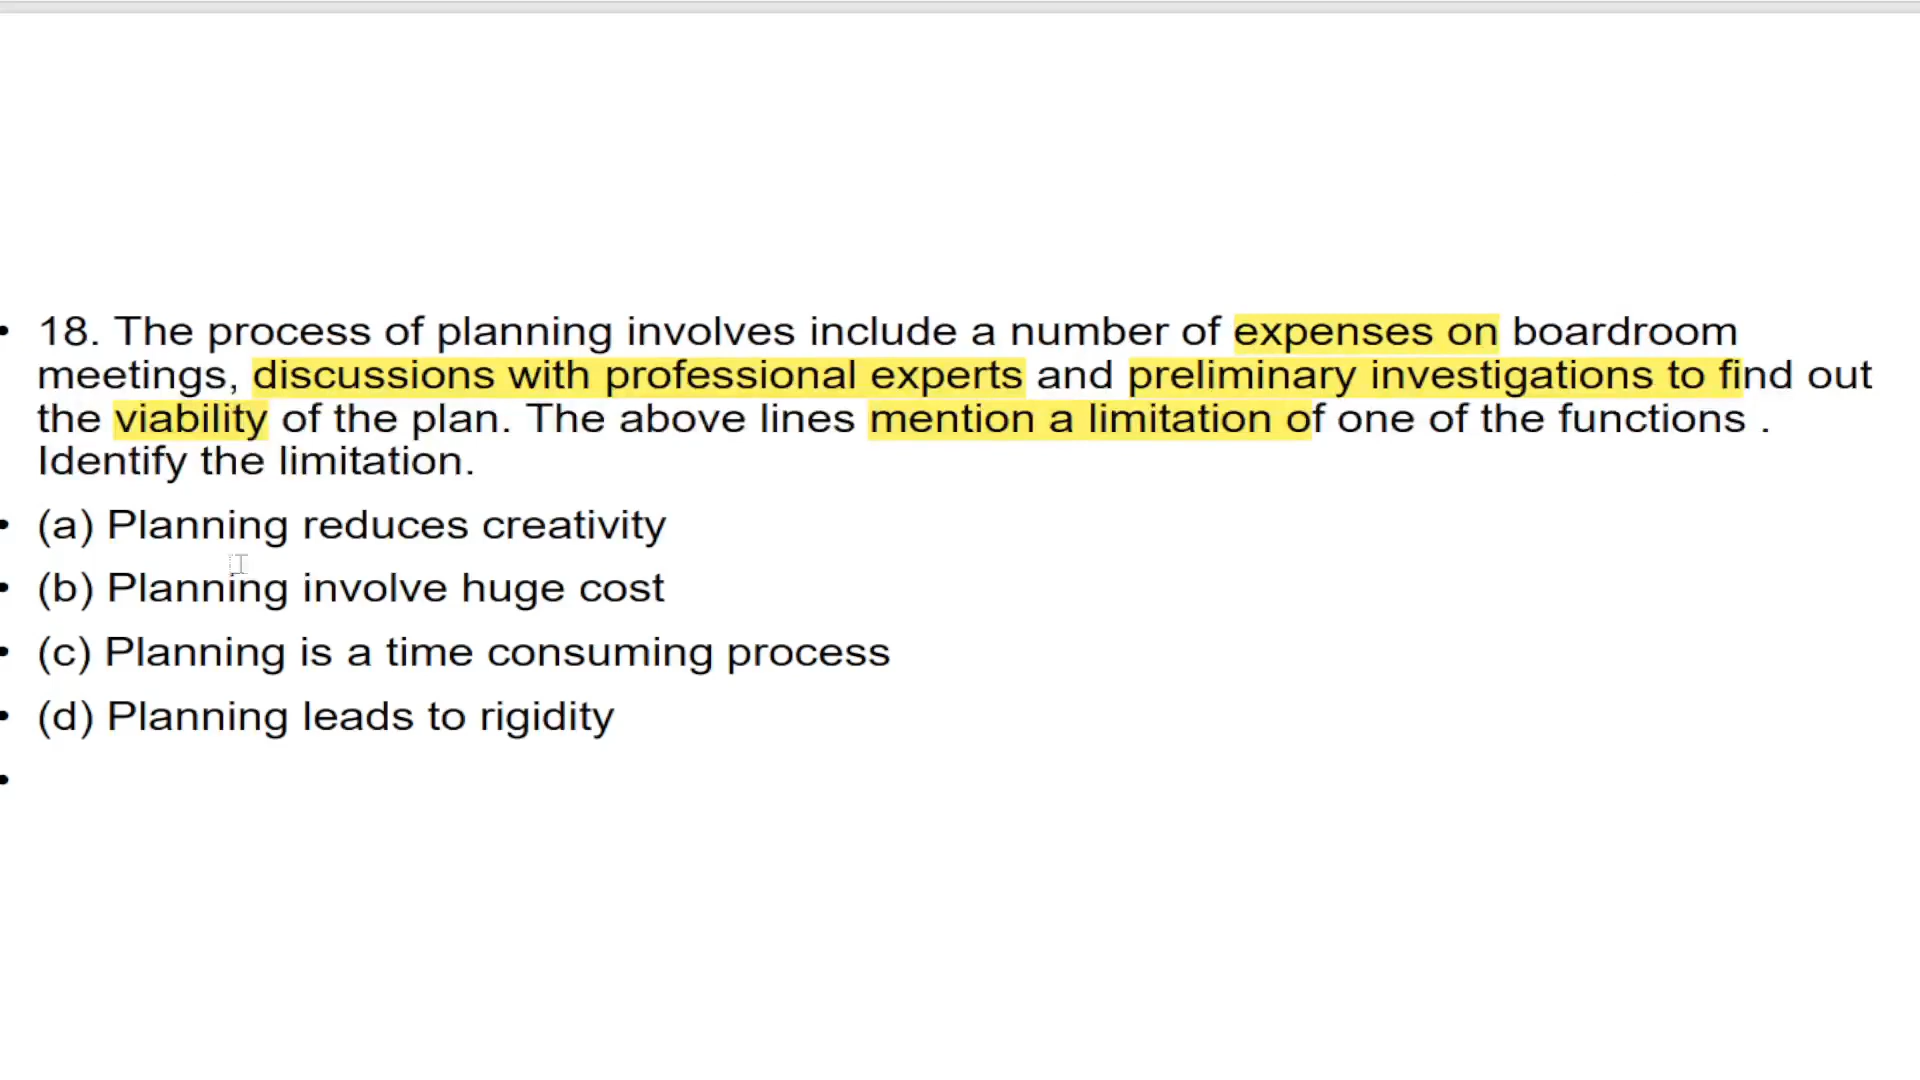 • 18. The process of planning involves include a number of expenses on boardroom
meetings, discussions with professional experts and preliminary investigations to find out
the viability of the plan. The above lines mention a limitation of one of the functions .
Identify the limitation.
• (a) Planning reduces creativity
• (b) Planning involve huge cost
• (c) Planning is a time consuming process
• (d) Planning leads to rigidity
•